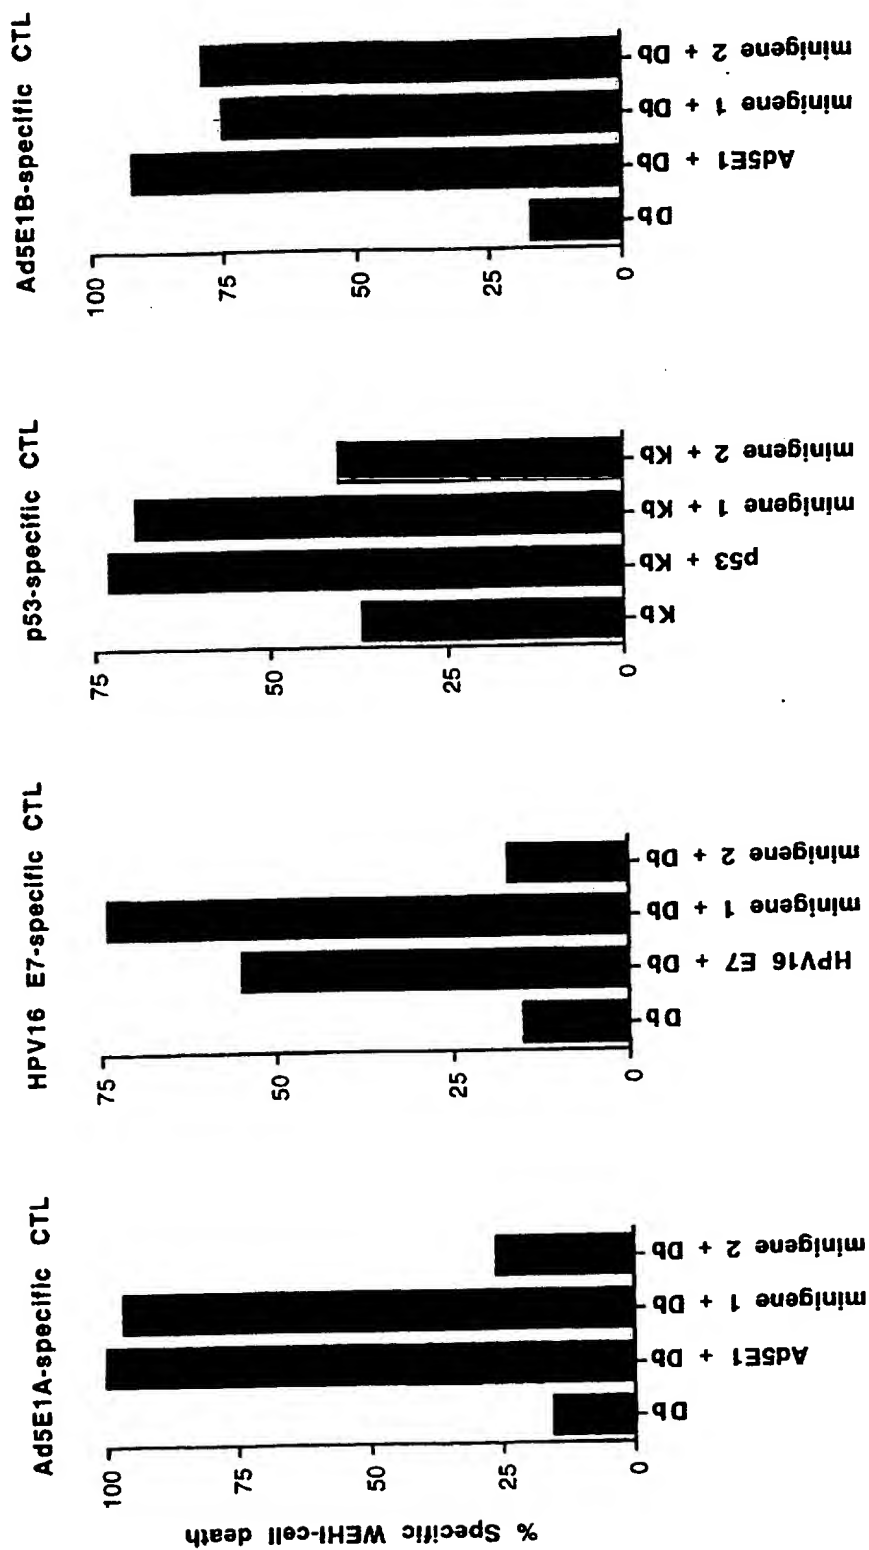 Ad5E1A-specific CTL
% Specific WEHI-cell death
100
75
50
25
0
Db
Ad5E1 + Db
minigene 1 + Db
minigene 2 + Db
HPV16 E7-specific CTL
75
50
25
0
Db
HPV16 E7 + Db
minigene 1 + Db
minigene 2 + Db
p53-specific CTL
75
50
25
0
Kb
p53 + Kb
minigene 1 + Kb
minigene 2 + Kb
Ad5E1B-specific CTL
100
75
50
25
0
Db
Ad5E1 + Db
minigene 1 + Db
minigene 2 + Db